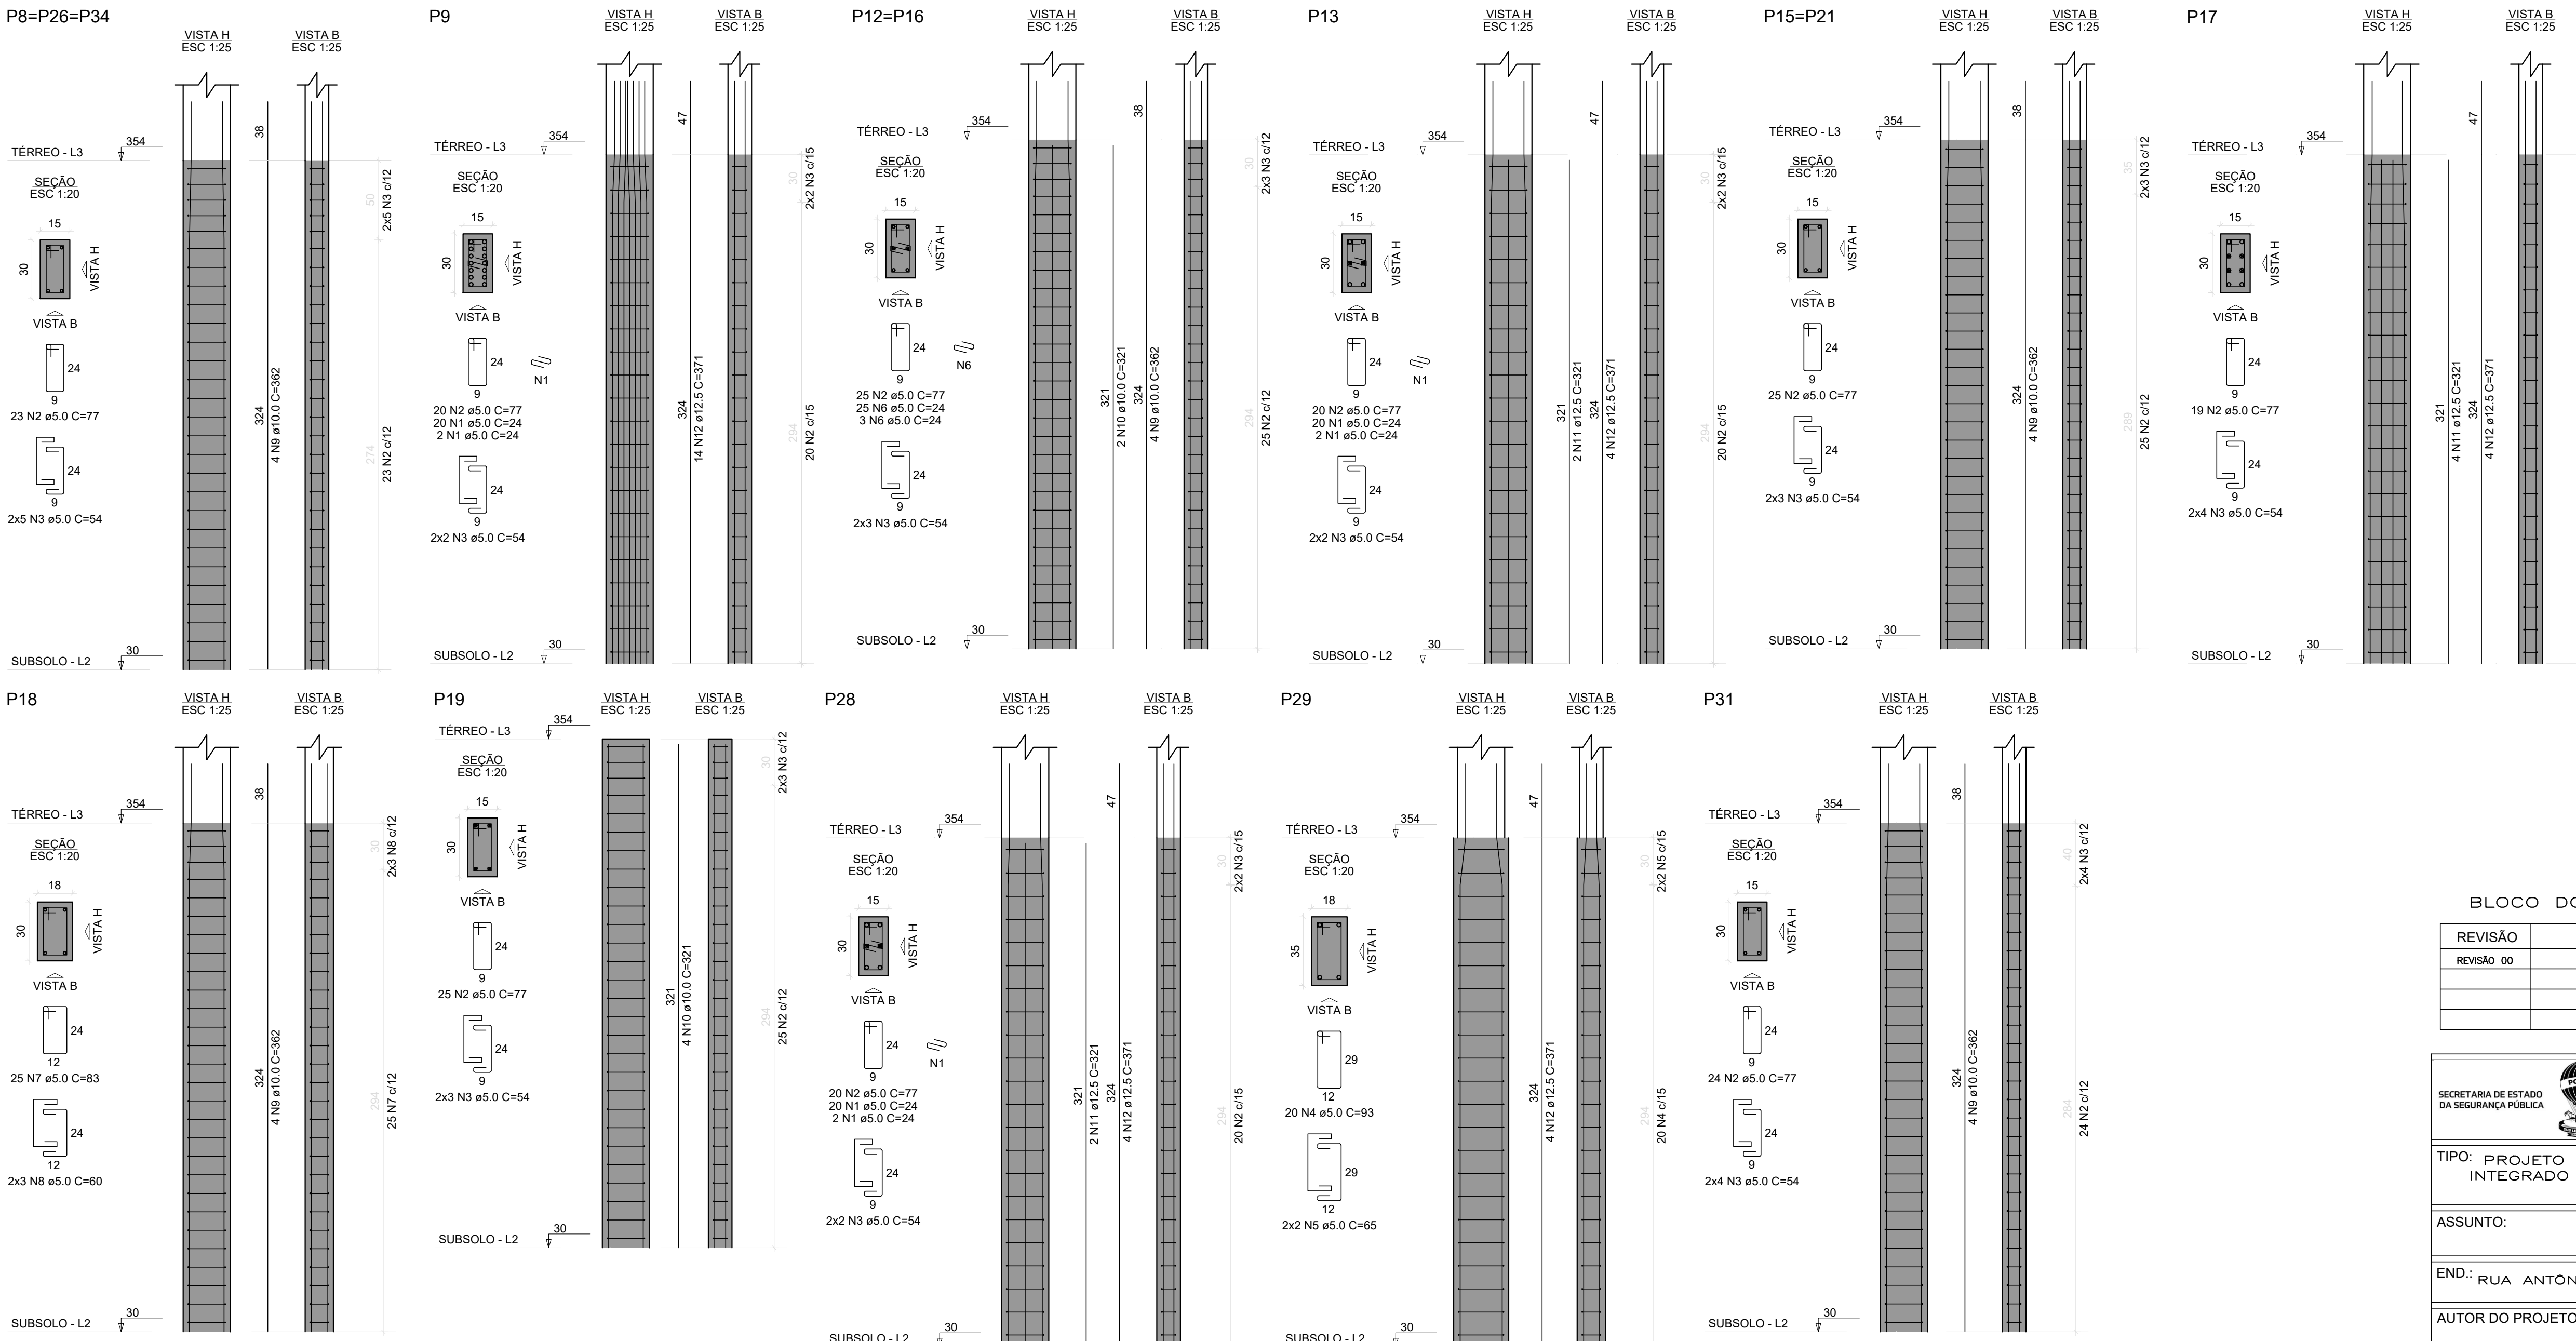 P8=P26=P34
VISTA H
ESC 1:25
VISTA B
ESC 1:25
38
TÉRREO - L3
354
SEÇÃO
ESC 1:20
15
30
VISTA H
VISTA B
24
9
23 N2 ø5.0 C=77
24
9
2x5 N3 ø5.0 C=54
324
4 N9 ø10.0 C=362
50
2x5 N3 c/12
274
23 N2 c/12
SUBSOLO - L2
30
P9
VISTA H
ESC 1:25
VISTA B
ESC 1:25
47
TÉRREO - L3
354
SEÇÃO
ESC 1:20
15
30
VISTA H
VISTA B
24
9
N1
20 N2 ø5.0 C=77
20 N1 ø5.0 C=24
2 N1 ø5.0 C=24
24
9
2x2 N3 ø5.0 C=54
324
14 N12 ø12.5 C=371
30
2x2 N3 c/15
294
20 N2 c/15
SUBSOLO - L2
30
P12=P16
VISTA H
ESC 1:25
VISTA B
ESC 1:25
38
TÉRREO - L3
354
SEÇÃO
ESC 1:20
15
30
VISTA H
VISTA B
24
9
N6
25 N2 ø5.0 C=77
25 N6 ø5.0 C=24
3 N6 ø5.0 C=24
24
9
2x3 N3 ø5.0 C=54
321
2 N10 ø10.0 C=321
324
4 N9 ø10.0 C=362
30
2x3 N3 c/12
294
25 N2 c/12
SUBSOLO - L2
30
P13
VISTA H
ESC 1:25
VISTA B
ESC 1:25
47
TÉRREO - L3
354
SEÇÃO
ESC 1:20
15
30
VISTA H
VISTA B
24
9
N1
20 N2 ø5.0 C=77
20 N1 ø5.0 C=24
2 N1 ø5.0 C=24
24
9
2x2 N3 ø5.0 C=54
321
2 N11 ø12.5 C=321
324
4 N12 ø12.5 C=371
30
2x2 N3 c/15
294
20 N2 c/15
SUBSOLO - L2
30
P15=P21
VISTA H
ESC 1:25
VISTA B
ESC 1:25
38
TÉRREO - L3
354
SEÇÃO
ESC 1:20
15
30
VISTA H
VISTA B
24
9
25 N2 ø5.0 C=77
24
9
2x3 N3 ø5.0 C=54
324
4 N9 ø10.0 C=362
35
2x3 N3 c/12
289
25 N2 c/12
SUBSOLO - L2
30
P17
VISTA H
ESC 1:25
VISTA B
ESC 1:25
47
TÉRREO - L3
354
SEÇÃO
ESC 1:20
15
30
VISTA H
VISTA B
24
9
19 N2 ø5.0 C=77
24
9
2x4 N3 ø5.0 C=54
321
4 N11 ø12.5 C=321
324
4 N12 ø12.5 C=371
SUBSOLO - L2
30
P18
VISTA H
ESC 1:25
VISTA B
ESC 1:25
38
TÉRREO - L3
354
SEÇÃO
ESC 1:20
18
30
VISTA H
VISTA B
24
12
25 N7 ø5.0 C=83
24
12
2x3 N8 ø5.0 C=60
324
4 N9 ø10.0 C=362
30
2x3 N8 c/12
294
25 N7 c/12
SUBSOLO - L2
30
P19
VISTA H
ESC 1:25
VISTA B
ESC 1:25
TÉRREO - L3
354
SEÇÃO
ESC 1:20
15
30
VISTA H
VISTA B
24
9
25 N2 ø5.0 C=77
24
9
2x3 N3 ø5.0 C=54
321
4 N10 ø10.0 C=321
30
2x3 N3 c/12
294
25 N2 c/12
SUBSOLO - L2
30
P28
VISTA H
ESC 1:25
VISTA B
ESC 1:25
47
TÉRREO - L3
354
SEÇÃO
ESC 1:20
15
30
VISTA H
VISTA B
24
9
N1
20 N2 ø5.0 C=77
20 N1 ø5.0 C=24
2 N1 ø5.0 C=24
24
9
2x2 N3 ø5.0 C=54
321
2 N11 ø12.5 C=321
324
4 N12 ø12.5 C=371
30
2x2 N3 c/15
294
20 N2 c/15
SUBSOLO - L2
30
P29
VISTA H
ESC 1:25
VISTA B
ESC 1:25
47
TÉRREO - L3
354
SEÇÃO
ESC 1:20
18
35
VISTA H
VISTA B
29
12
20 N4 ø5.0 C=93
29
12
2x2 N5 ø5.0 C=65
324
4 N12 ø12.5 C=371
30
2x2 N5 c/15
294
20 N4 c/15
SUBSOLO - L2
30
P31
VISTA H
ESC 1:25
VISTA B
ESC 1:25
38
TÉRREO - L3
354
SEÇÃO
ESC 1:20
15
30
VISTA H
VISTA B
24
9
24 N2 ø5.0 C=77
24
9
2x4 N3 ø5.0 C=54
324
4 N9 ø10.0 C=362
40
2x4 N3 c/12
284
24 N2 c/12
SUBSOLO - L2
30
BLOCO DO
REVISÃO
REVISÃO 00
SECRETARIA DE ESTADO
DA SEGURANÇA PÚBLICA
TIPO: PROJETO
INTEGRADO
ASSUNTO:
END.: RUA ANTÔN
AUTOR DO PROJETO